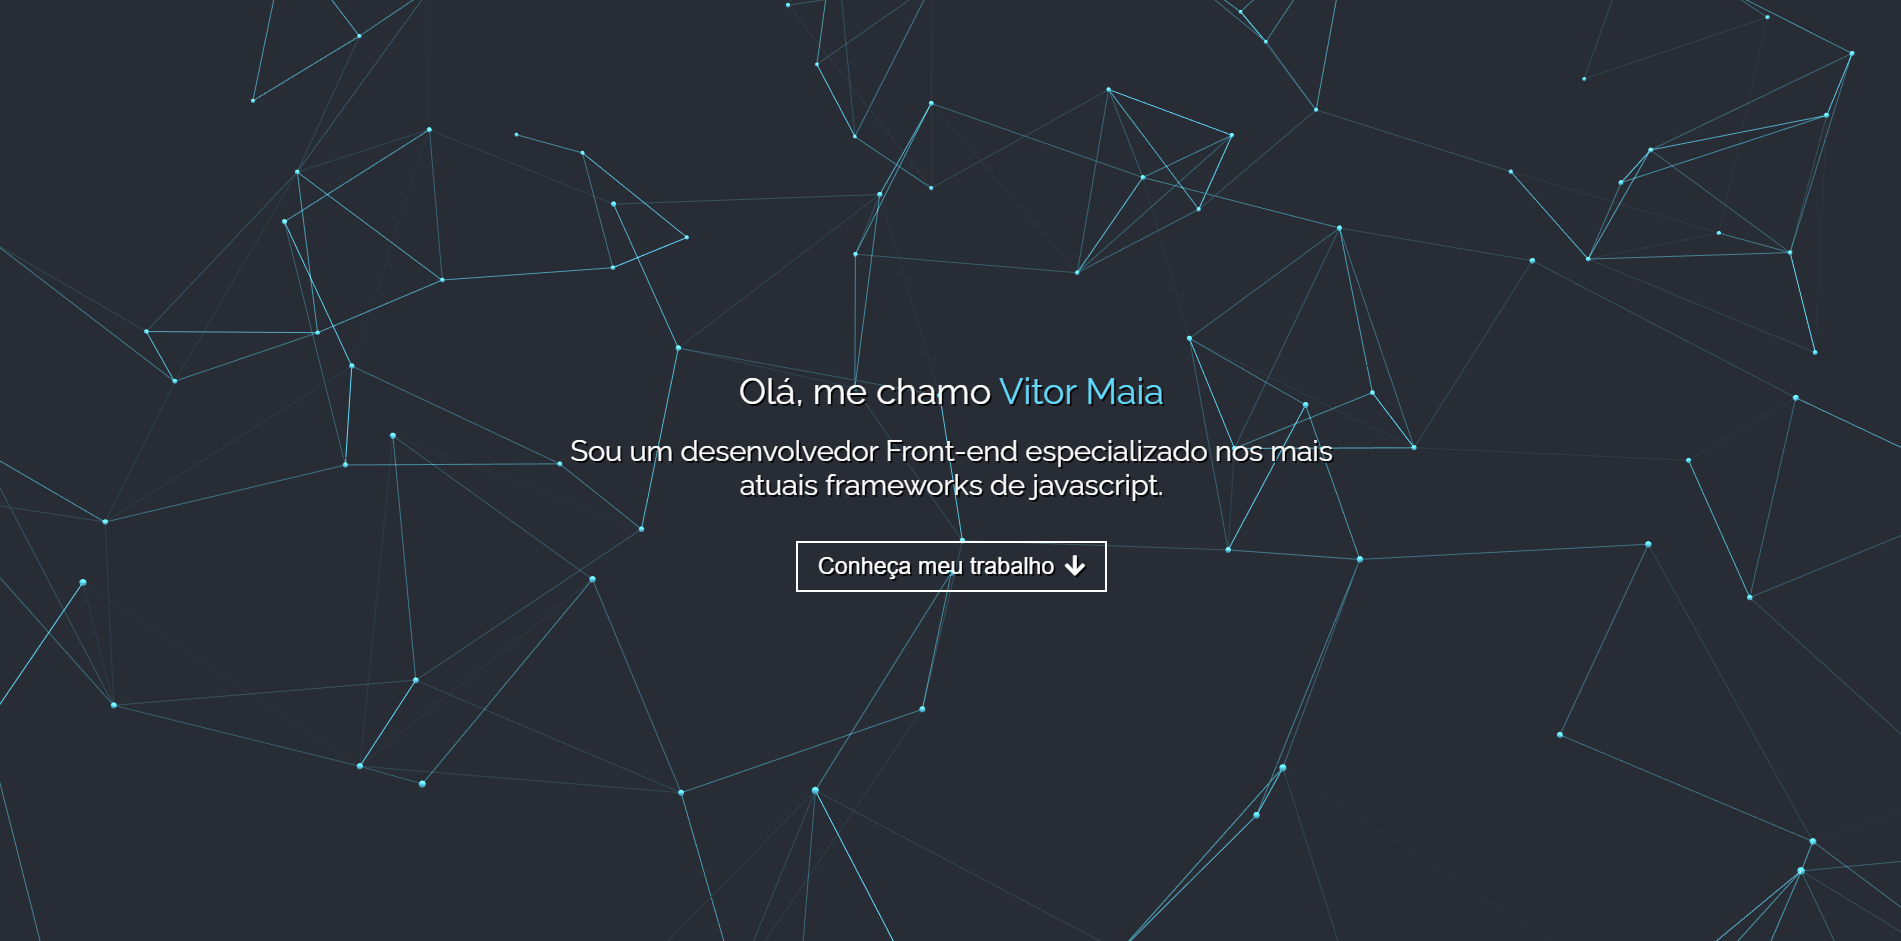 Olá, me chamo Vitor Maia
Sou um desenvolvedor Front-end especializado nos mais
atuais frameworks de javascript.
Conheça meu trabalho